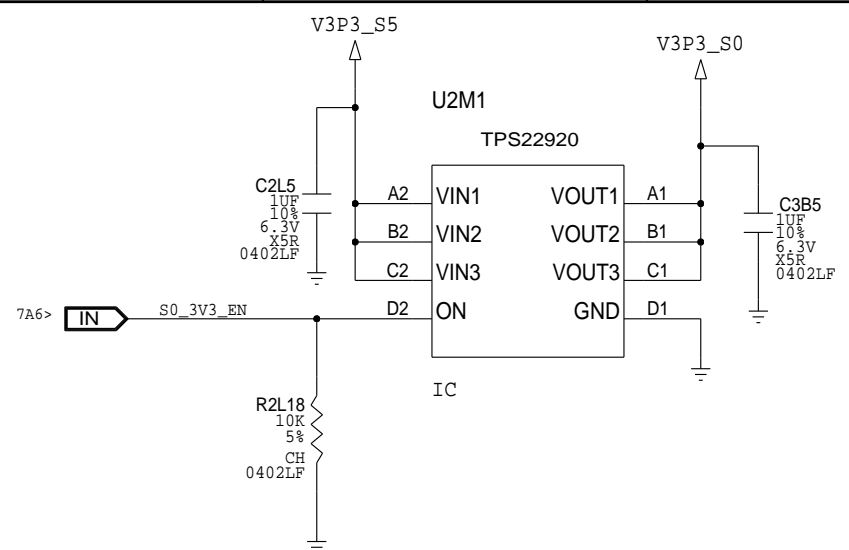 V3P3_S5
V3P3_S0
U2M1
TPS22920
C2L5
1UF
10%
6.3V
X5R
0402LF
A2
VIN1
VOUT1
A1
B2
VIN2
VOUT2
B1
C2
VIN3
VOUT3
C1
D2
ON
GND
D1
C3B5
1UF
10%
6.3V
X5R
0402LF
7A6>
IN
S0_3V3_EN
IC
R2L18
10K
5%
CH
0402LF